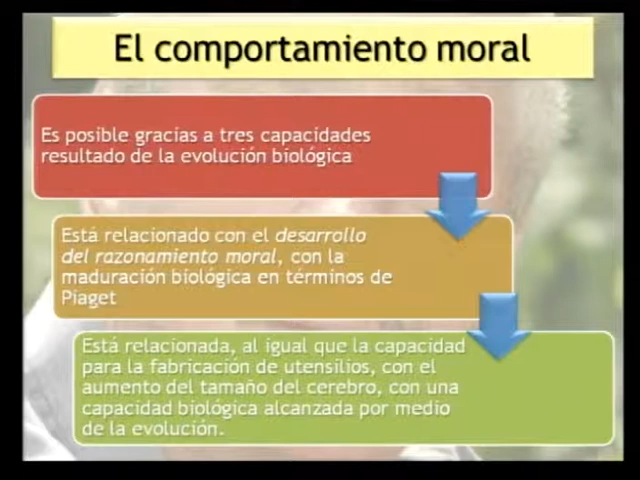 El comportamiento moral
Es posible gracias a tres capacidades
resultado de la evolución biológica
Está relacionado con el desarrollo
del razonamiento moral, con la
maduración biológica en términos de
Piaget
Está relacionada, al igual que la capacidad
para la fabricación de utensilios, con el
aumento del tamaño del cerebro, con una
capacidad biológica alcanzada por medio
de la evolución.